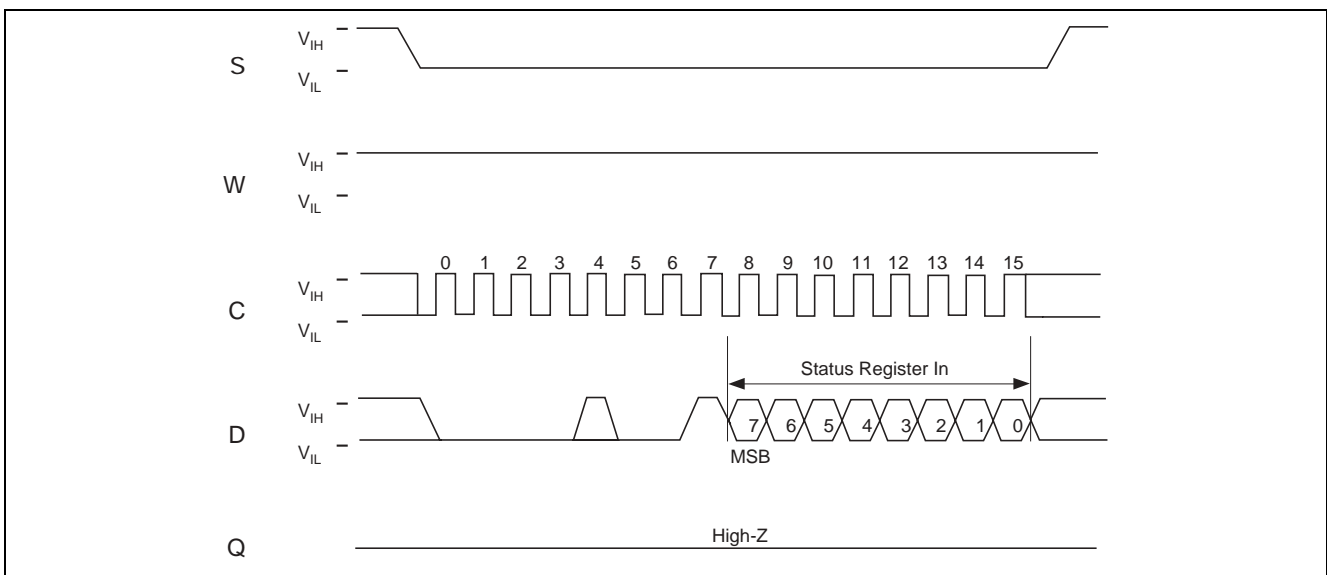 S
V_IH
V_IL
W
V_IH
V_IL
0 1 2 3 4 5 6 7 8 9 10 11 12 13 14 15
C
V_IH
V_IL
Status Register In
D
V_IH
V_IL
7 6 5 4 3 2 1 0
MSB
Q
High-Z